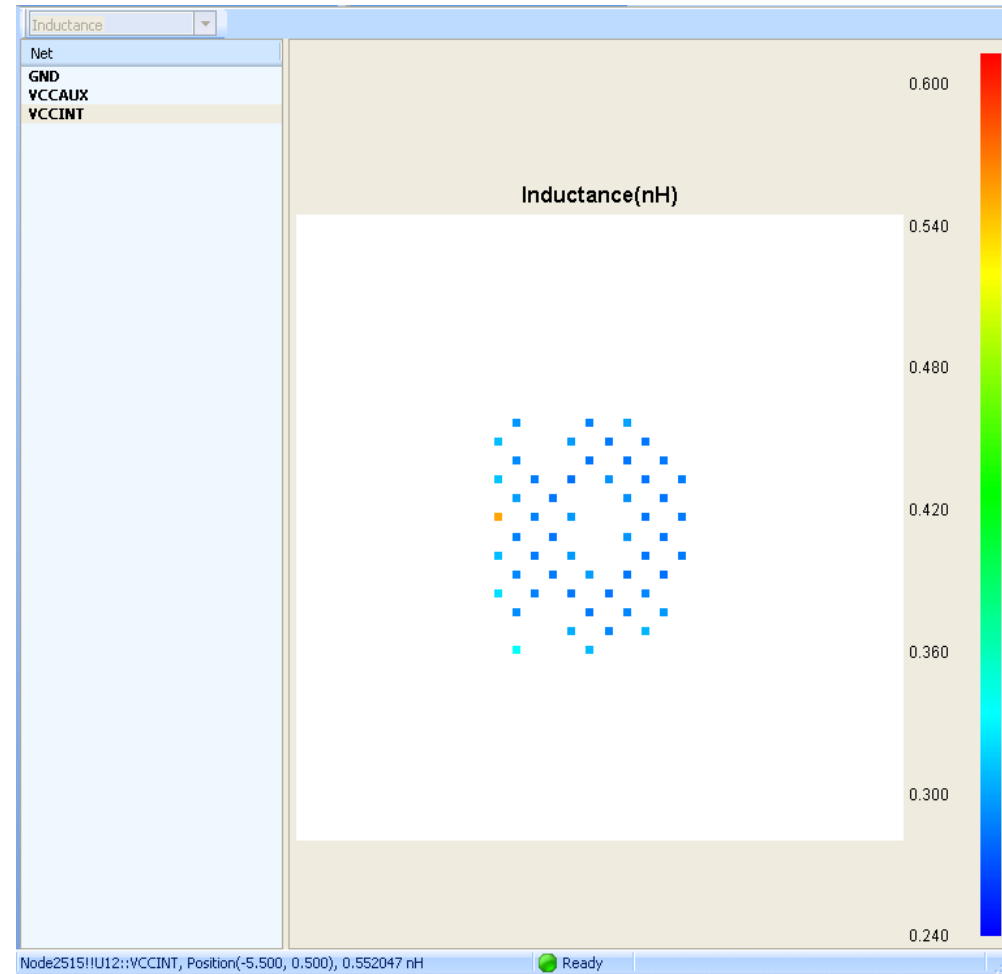 Inductance
Net
GND
VCCAUX
VCCINT
Inductance(nH)
0.600
0.540
0.480
0.420
0.360
0.300
0.240
Node2515!!U12::VCCINT, Position(-5.500, 0.500), 0.552047 nH
Ready